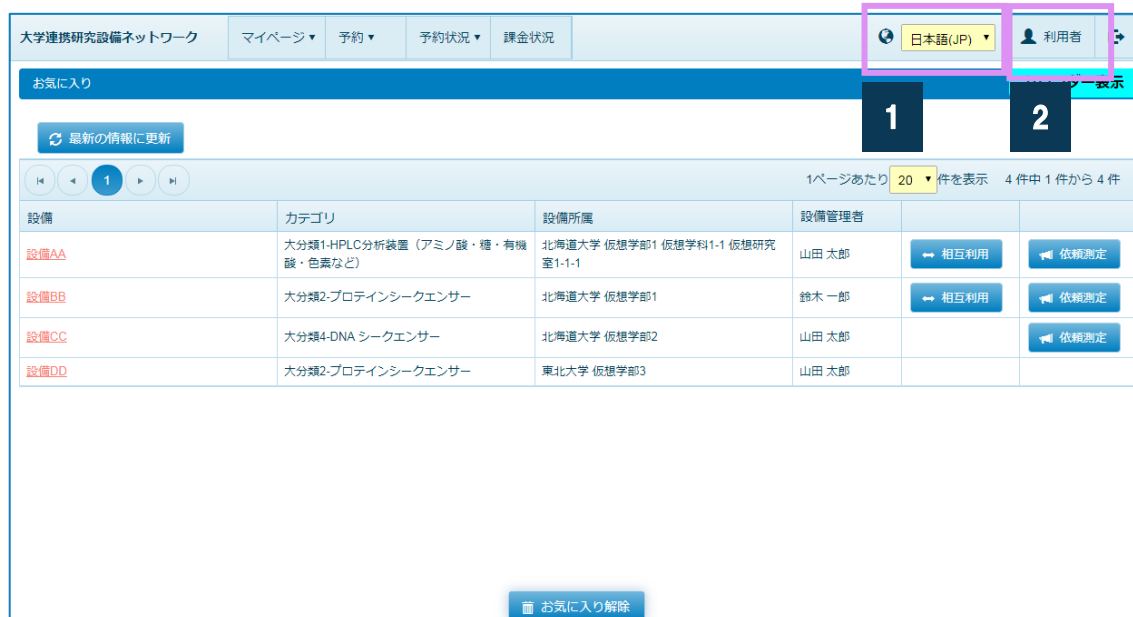 大学連携研究設備ネットワーク マイページ▼ 予約▼ 予約状況▼ 課金状況 日本語(JP) ▼ 利用者
お気に入り 表示
1 2
最新の情報に更新
1 1ページあたり 20 ▼ 件を表示 4 件中 1 件から 4 件
設備 カテゴリ 設備所属 設備管理者
設備AA 大分類1-HPLC分析装置（アミノ酸・糖・有機酸・色素など） 北海道大学 仮想学部1 仮想学科1-1 仮想研究室1-1-1 山田 太郎 相互利用 依頼測定
設備BB 大分類2-プロテインシークエンサー 北海道大学 仮想学部1 鈴木 一郎 相互利用 依頼測定
設備CC 大分類4-DNA シークエンサー 北海道大学 仮想学部2 山田 太郎 依頼測定
設備DD 大分類2-プロテインシークエンサー 東北大学 仮想学部3 山田 太郎
お気に入り解除